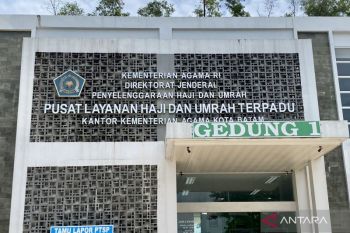 KEMENTERIAN AGAMA RI
DIREKTORAT JENDERAL
PENYELENGGARAAN HAJI DAN UMRAH
PUSAT LAYANAN HAJI DAN UMRAH TERPADU
KANTOR KEMENTERIAN AGAMA KOTA BATAM
GEDUNG 1
TAMU LAPOR PTSP
ANTARA